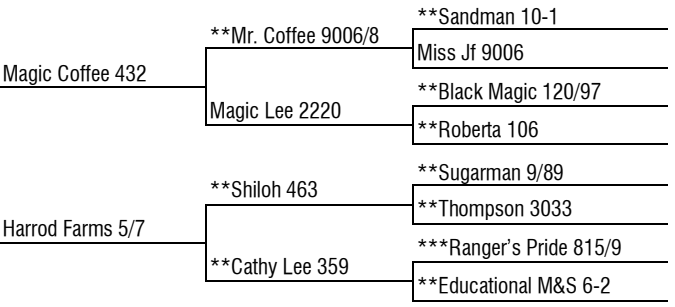 **Sandman 10-1
**Mr. Coffee 9006/8
Miss Jf 9006
Magic Coffee 432
**Black Magic 120/97
Magic Lee 2220
**Roberta 106
**Sugarman 9/89
**Shiloh 463
**Thompson 3033
Harrod Farms 5/7
***Ranger's Pride 815/9
**Cathy Lee 359
**Educational M&S 6-2